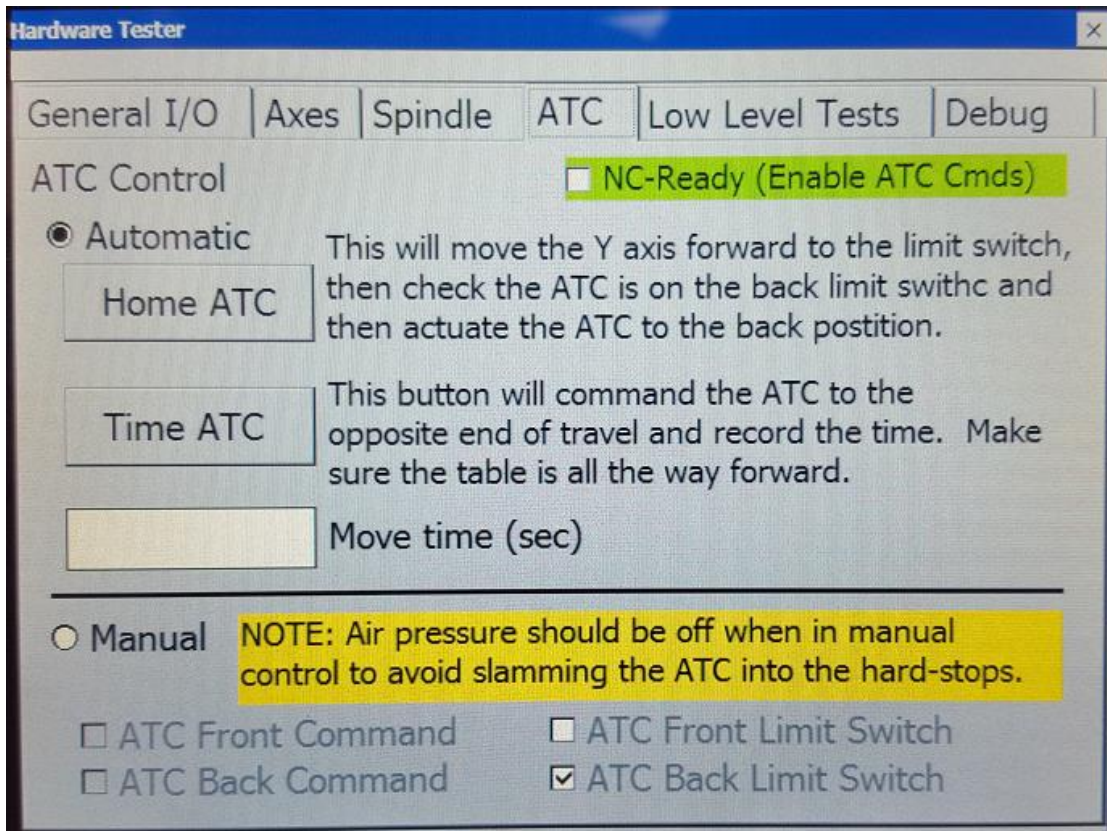 Hardware Tester
General I/O Axes Spindle ATC Low Level Tests Debug
ATC Control
NC-Ready (Enable ATC Cmds)
Automatic
Home ATC
This will move the Y axis forward to the limit switch,
then check the ATC is on the back limit swithc and
then actuate the ATC to the back postition.
Time ATC
This button will command the ATC to the
opposite end of travel and record the time. Make
sure the table is all the way forward.
Move time (sec)
Manual
NOTE: Air pressure should be off when in manual
control to avoid slamming the ATC into the hard-stops.
ATC Front Command
ATC Front Limit Switch
ATC Back Command
ATC Back Limit Switch